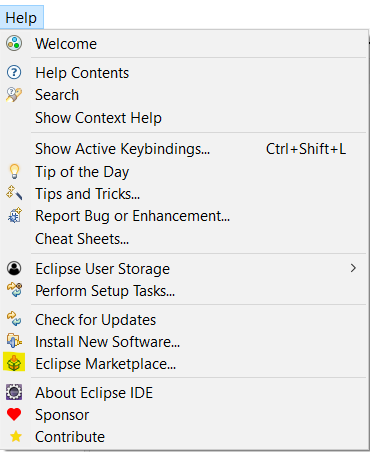 Help
Welcome
Help Contents
Search
Show Context Help
Show Active Keybindings... Ctrl+Shift+L
Tip of the Day
Tips and Tricks...
Report Bug or Enhancement...
Cheat Sheets...
Eclipse User Storage
Perform Setup Tasks...
Check for Updates
Install New Software...
Eclipse Marketplace...
About Eclipse IDE
Sponsor
Contribute